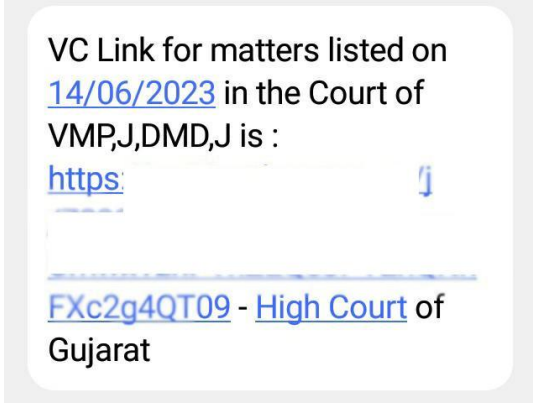 VC Link for matters listed on
14/06/2023 in the Court of
VMP,J,DMD,J is :
https: /j
FXc2g4QT09 - High Court of
Gujarat